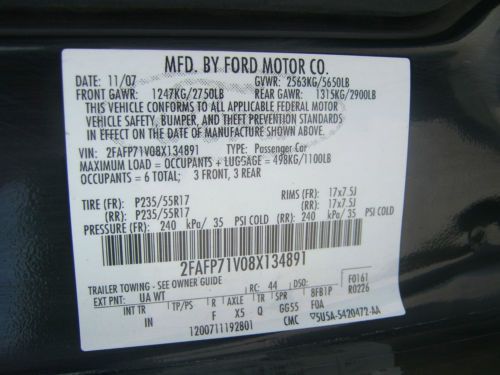 MFD. BY FORD MOTOR CO.
DATE: 11/07 GVWR: 2563KG/5650LB
FRONT GAWR: 1247KG/2750LB REAR GAWR: 1315KG/2900LB
THIS VEHICLE CONFORMS TO ALL APPLICABLE FEDERAL MOTOR
VEHICLE SAFETY, BUMPER, AND THEFT PREVENTION STANDARDS
IN EFFECT ON THE DATE OF MANUFACTURE SHOWN ABOVE.
VIN: 2FAFP71V08X134891 TYPE: Passenger Car
MAXIMUM LOAD = OCCUPANTS + LUGGAGE = 498KG/1100LB
OCCUPANTS = 6 TOTAL; 3 FRONT, 3 REAR
TIRE (FR): P235/55R17 RIMS (FR): 17x7.5J
(RR): P235/55R17 (RR): 17x7.5J
PRESSURE (FR): 240 kPa/ 35 PSI COLD (RR): 240 kPa/ 35 PSI COLD
2FAFP71V08X134891
TRAILER TOWING - SEE OWNER GUIDE
EXT PNT: UA WT RC: 44 DSO: F0161
INT TR TP/PS R AXLE TR SPR BFB1P R0226
IN F X5 Q GG55 F0A
1200711192801 CMC 5U5A-5420472-AA